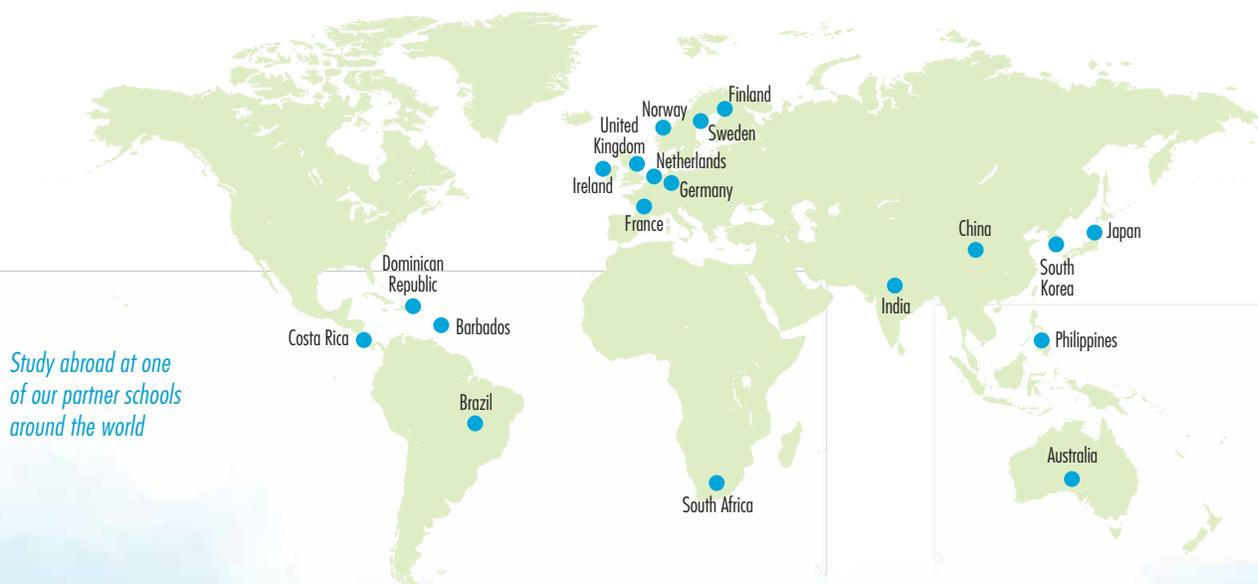 Finland
Norway
Sweden
United
Kingdom
Netherlands
Ireland
Germany
France
China
Japan
South
Korea
Dominican
Republic
India
Barbados
Costa Rica
Philippines
Study abroad at one
of our partner schools
around the world
Brazil
Australia
South Africa